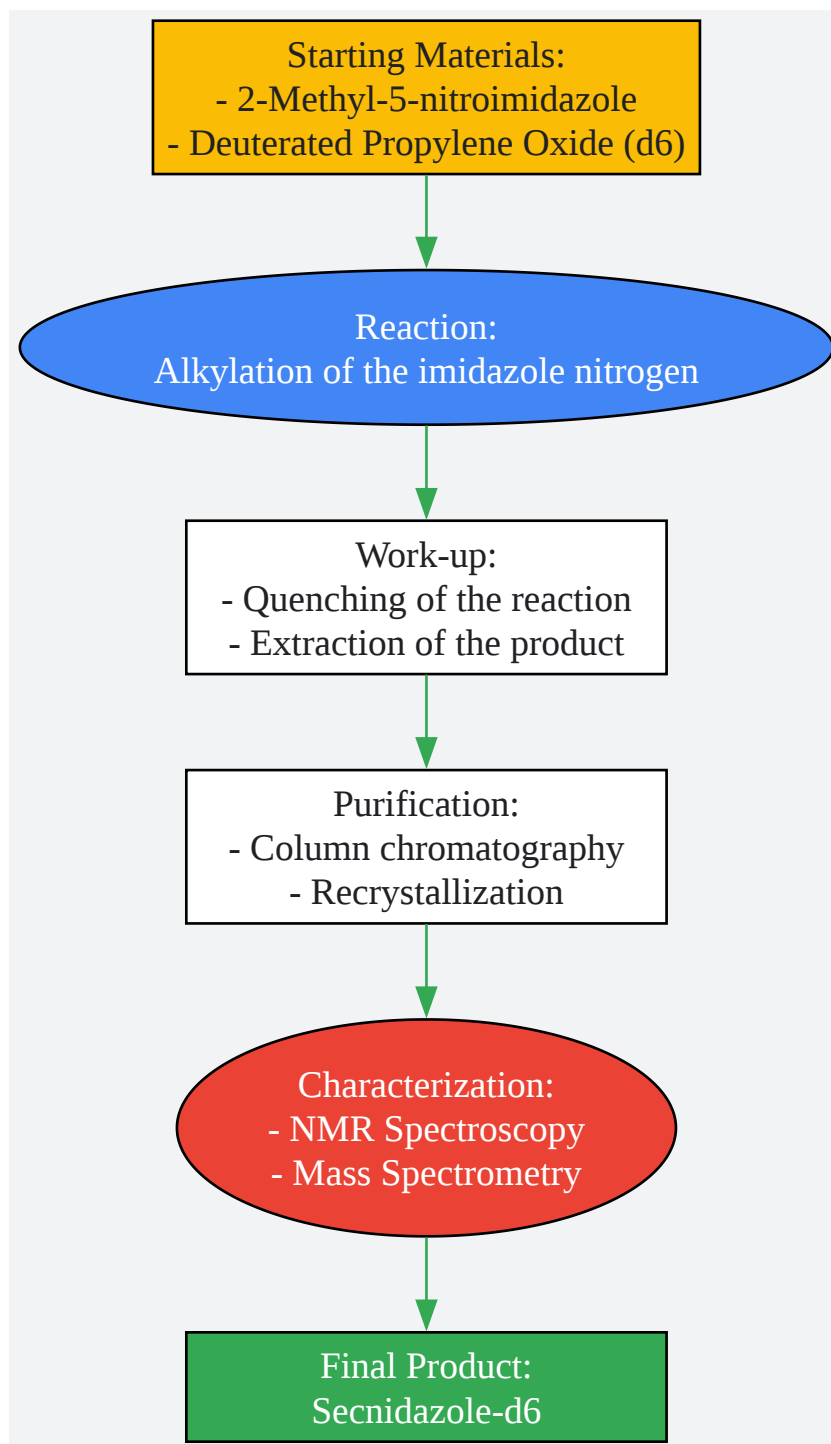 Starting Materials:
- 2-Methyl-5-nitroimidazole
- Deuterated Propylene Oxide (d6)
Reaction:
Alkylation of the imidazole nitrogen
Work-up:
- Quenching of the reaction
- Extraction of the product
Purification:
- Column chromatography
- Recrystallization
Characterization:
- NMR Spectroscopy
- Mass Spectrometry
Final Product:
Secnidazole-d6